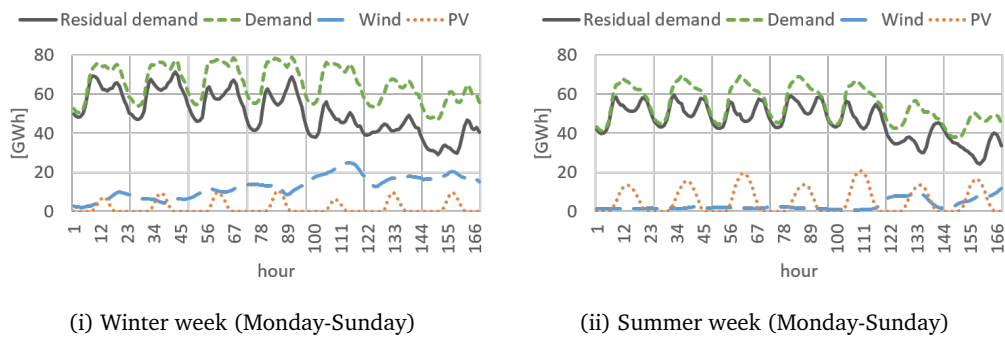 Residual demand Demand Wind PV
80
60
40
20
0
[GWh]
1 12 23 34 45 56 67 78 89 100 111 122 133 144 155 166
hour
(i) Winter week (Monday-Sunday)
Residual demand Demand Wind PV
80
60
40
20
0
[GWh]
1 12 23 34 45 56 67 78 89 100 111 122 133 144 155 166
hour
(ii) Summer week (Monday-Sunday)